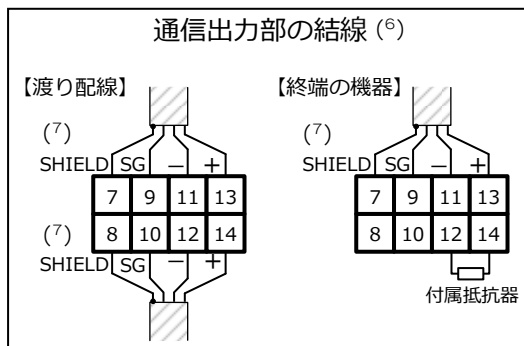 通信出力部の結線 (⁶)
【渡り配線】
(⁷)
SHIELD SG － ＋
7 9 11 13
8 10 12 14
(⁷)
SHIELD SG － ＋
【終端の機器】
(⁷)
SHIELD SG － ＋
7 9 11 13
8 10 12 14
付属抵抗器